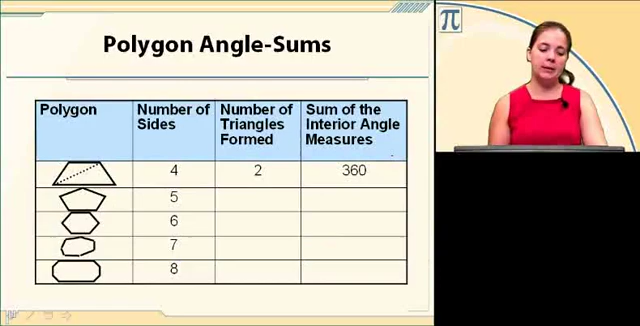 π
Polygon Angle-Sums
Polygon
Number of
Sides
Number of
Triangles
Formed
Sum of the
Interior Angle
Measures
4 2 360
5
6
7
8